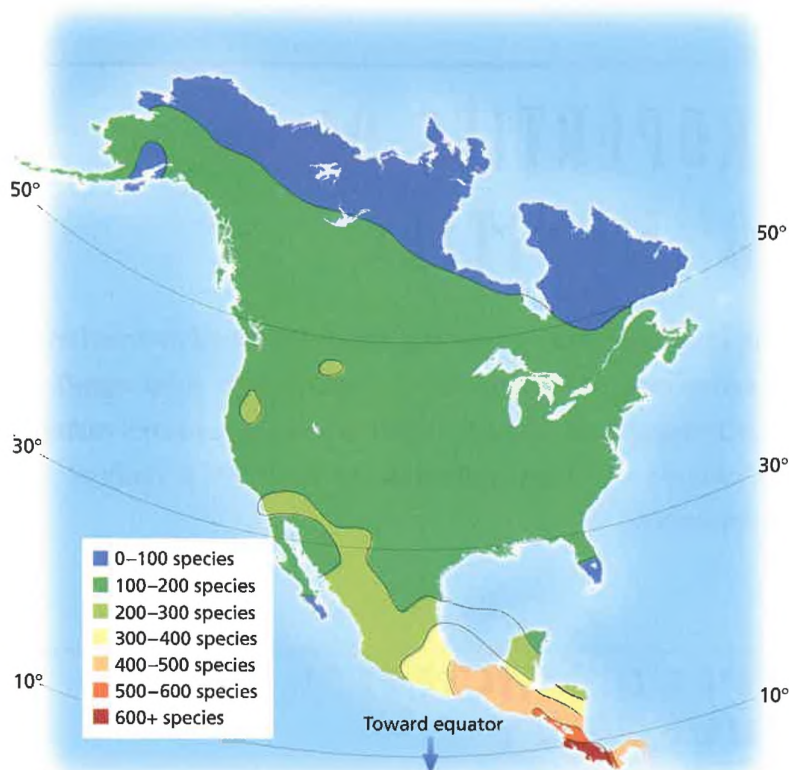 50°
50°
30°
30°
0–100 species
100–200 species
200–300 species
300–400 species
400–500 species
500–600 species
600+ species
10°
10°
Toward equator